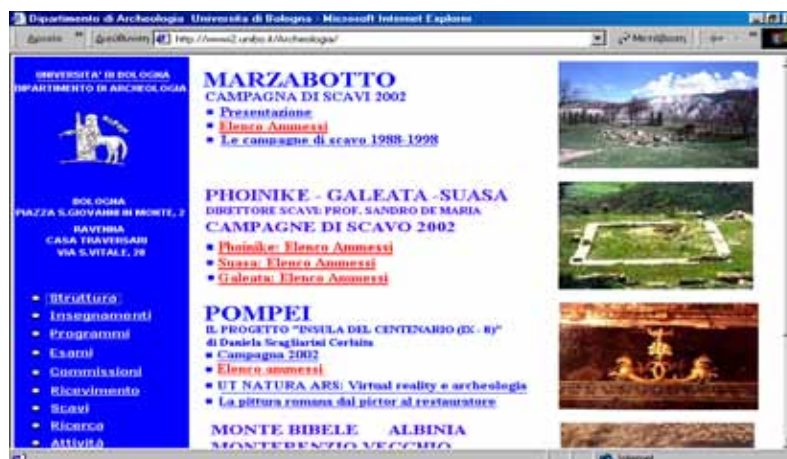 Dipartimento di Archeologia Universita di Bologna - Microsoft Internet Explorer
http://www2.unibo.it/Archeologia/
UNIVERSITA' DI BOLOGNA
DIPARTIMENTO DI ARCHEOLOGIA
BOLOGNA
PIAZZA S.GIOVANNI IN MONTE, 2
RAVENNA
CASA TRAVERSARI
VIA S.VITALE, 28
Struttura
Insegnamenti
Programmi
Esami
Commissioni
Ricevimento
Scavi
Ricerca
Attività
MARZABOTTO
CAMPAGNA DI SCAVI 2002
Presentazione
Elenco Ammessi
Le campagne di scavo 1988-1998
PHOINIKE - GALEATA -SUASA
DIRETTORE SCAVI: PROF. SANDRO DE MARIA
CAMPAGNE DI SCAVO 2002
Phoinike: Elenco Ammessi
Suasa: Elenco Ammessi
Galeata: Elenco Ammessi
POMPEI
IL PROGETTO "INSULA DEL CENTENARIO (IX - 8)"
di Daniela Scagliarini Corlaita
Campagna 2002
Elenco ammessi
UT NATURA ARS: Virtual reality e archeologia
La pittura romana dal pictor al restauratore
MONTE BIBELE ALBINIA
MONTERENZIO VECCHIO
Internet